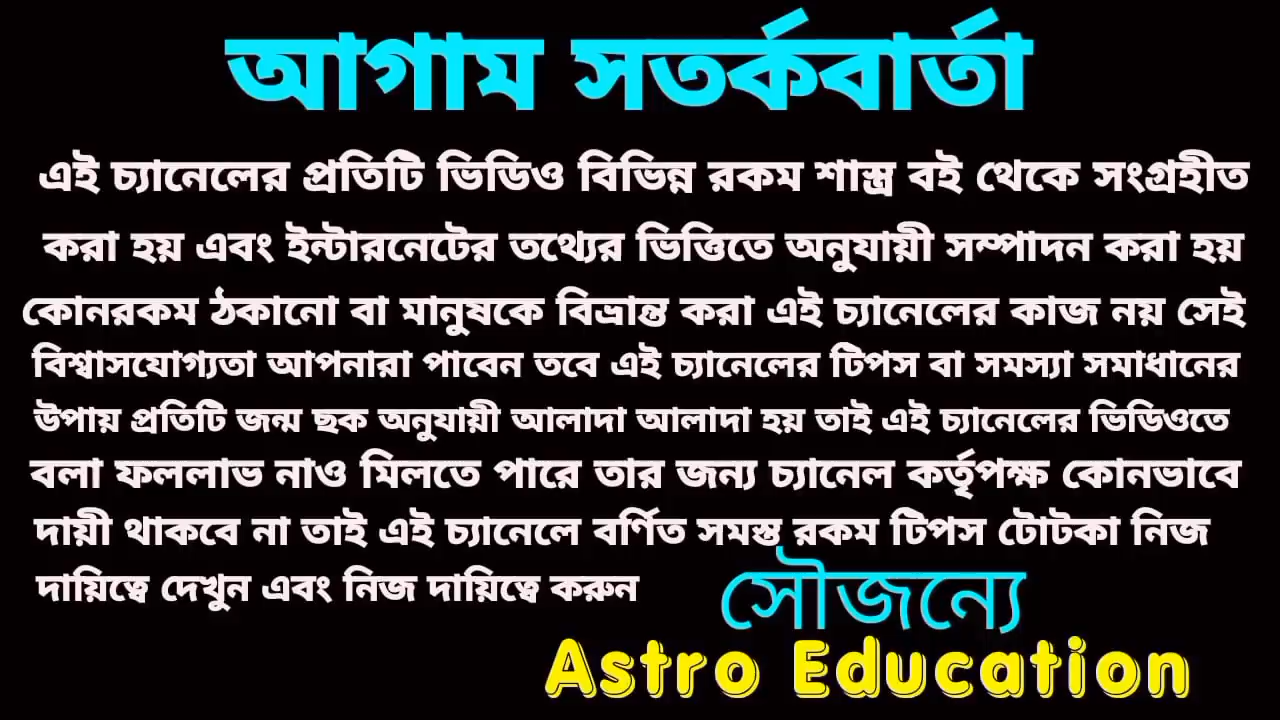 আগাম সতর্কবার্তা
এই চ্যানেলের প্রতিটি ভিডিও বিভিন্ন রকম শাস্ত্র বই থেকে সংগ্রহীত
করা হয় এবং ইন্টারনেটের তথ্যের ভিত্তিতে অনুযায়ী সম্পাদন করা হয়
কোনরকম ঠকানো বা মানুষকে বিভ্রান্ত করা এই চ্যানেলের কাজ নয় সেই
বিশ্বাসযোগ্যতা আপনারা পাবেন তবে এই চ্যানেলের টিপস বা সমস্যা সমাধানের
উপায় প্রতিটি জন্ম ছক অনুযায়ী আলাদা আলাদা হয় তাই এই চ্যানেলের ভিডিওতে
বলা ফললাভ নাও মিলতে পারে তার জন্য চ্যানেল কর্তৃপক্ষ কোনভাবে
দায়ী থাকবে না তাই এই চ্যানেলে বর্ণিত সমস্ত রকম টিপস টোটকা নিজ
দায়িত্বে দেখুন এবং নিজ দায়িত্বে করুন
সৌজন্যে
Astro Education